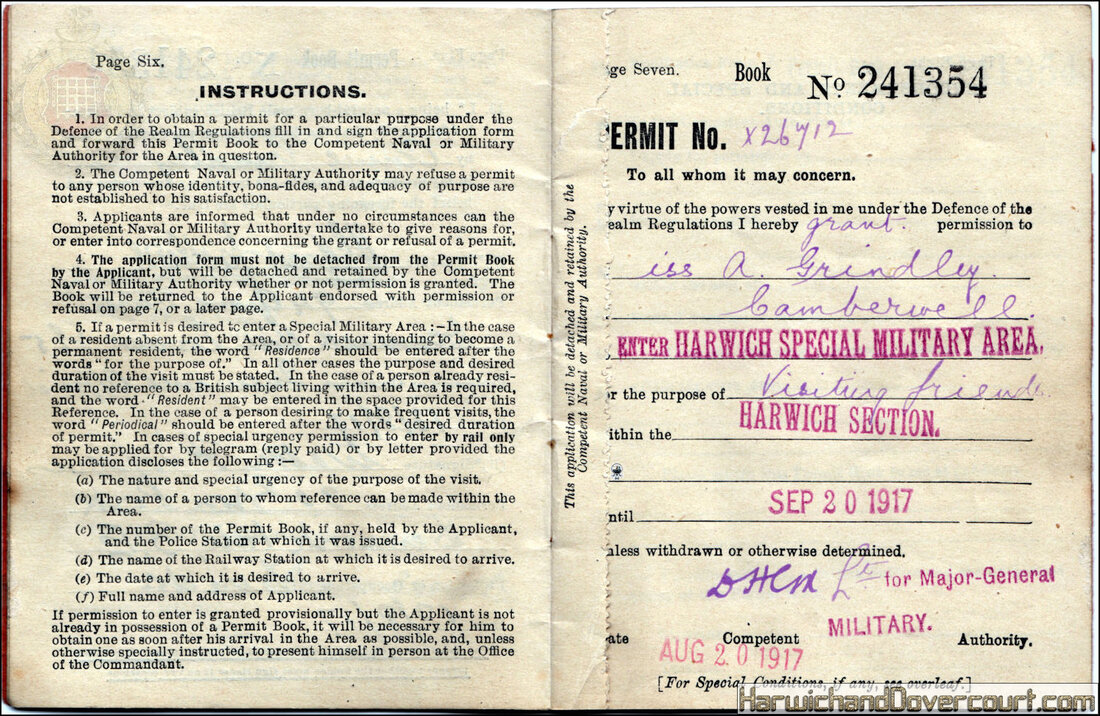 Page Six.
INSTRUCTIONS.
1. In order to obtain a permit for a particular purpose under the
Defence of the Realm Regulations fill in and sign the application form
and forward this Permit Book to the Competent Naval or Military
Authority for the Area in questton.
2. The Competent Naval or Military Authority may refuse a permit
to any person whose identity, bona-fides, and adequacy of purpose are
not established to his satisfaction.
3. Applicants are informed that under no circumstances can the
Competent Naval or Military Authority undertake to give reasons for,
or enter into correspondence concerning the grant or refusal of a permit.
4. The application form must not be detached from the Permit Book
by the Applicant, but will be detached and retained by the Competent
Naval or Military Authority whether or not permission is granted. The
Book will be returned to the Applicant endorsed with permission or
refusal on page 7, or a later page.
5. If a permit is desired to enter a Special Military Area :—In the case
of a resident absent from the Area, or of a visitor intending to become a
permanent resident, the word "Residence" should be entered after the
words "for the purpose of." In all other cases the purpose and desired
duration of the visit must be stated. In the case of a person already resi-
dent no reference to a British subject living within the Area is required,
and the word "Resident" may be entered in the space provided for this
Reference. In the case of a person desiring to make frequent visits, the
word "Periodical" should be entered after the words "desired duration
of permit." In cases of special urgency permission to enter by rail only
may be applied for by telegram (reply paid) or by letter provided the
application discloses the following :—
(a) The nature and special urgency of the purpose of the visit.
(b) The name of a person to whom reference can be made within the
Area.
(c) The number of the Permit Book, if any, held by the Applicant,
and the Police Station at which it was issued.
(d) The name of the Railway Station at which it is desired to arrive.
(e) The date at which it is desired to arrive.
(f) Full name and address of Applicant.
If permission to enter is granted provisionally but the Applicant is not
already in possession of a Permit Book, it will be necessary for him to
obtain one as soon after his arrival in the Area as possible, and, unless
otherwise specially instructed, to present himself in person at the Office
of the Commandant.
This application will be detached and retained by the
Competent Naval or Military Authority.
ge Seven. Book No 241354
ERMIT No. X26712
To all whom it may concern.
y virtue of the powers vested in me under the Defence of the
ealm Regulations I hereby grant. permission to
iss A. Grindley.
Camberwell.
ENTER HARWICH SPECIAL MILITARY AREA.
r the purpose of Visiting friends
HARWICH SECTION.
ithin the
SEP 20 1917
ntil
nless withdrawn or otherwise determined.
Lt for Major-General
MILITARY.
ate Competent Authority.
AUG 20 1917
[For Special Conditions, if any, see overleaf.]
HarwichandDovercourt.com